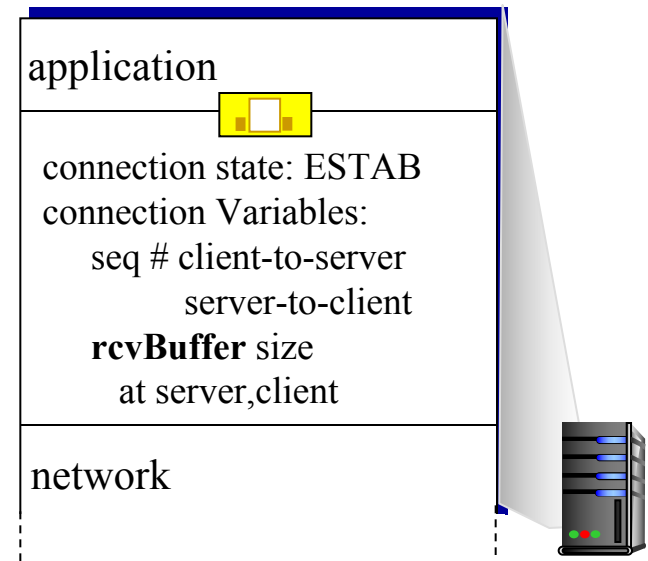 application
connection state: ESTAB
connection Variables:
seq # client-to-server
server-to-client
rcvBuffer size
at server,client
network